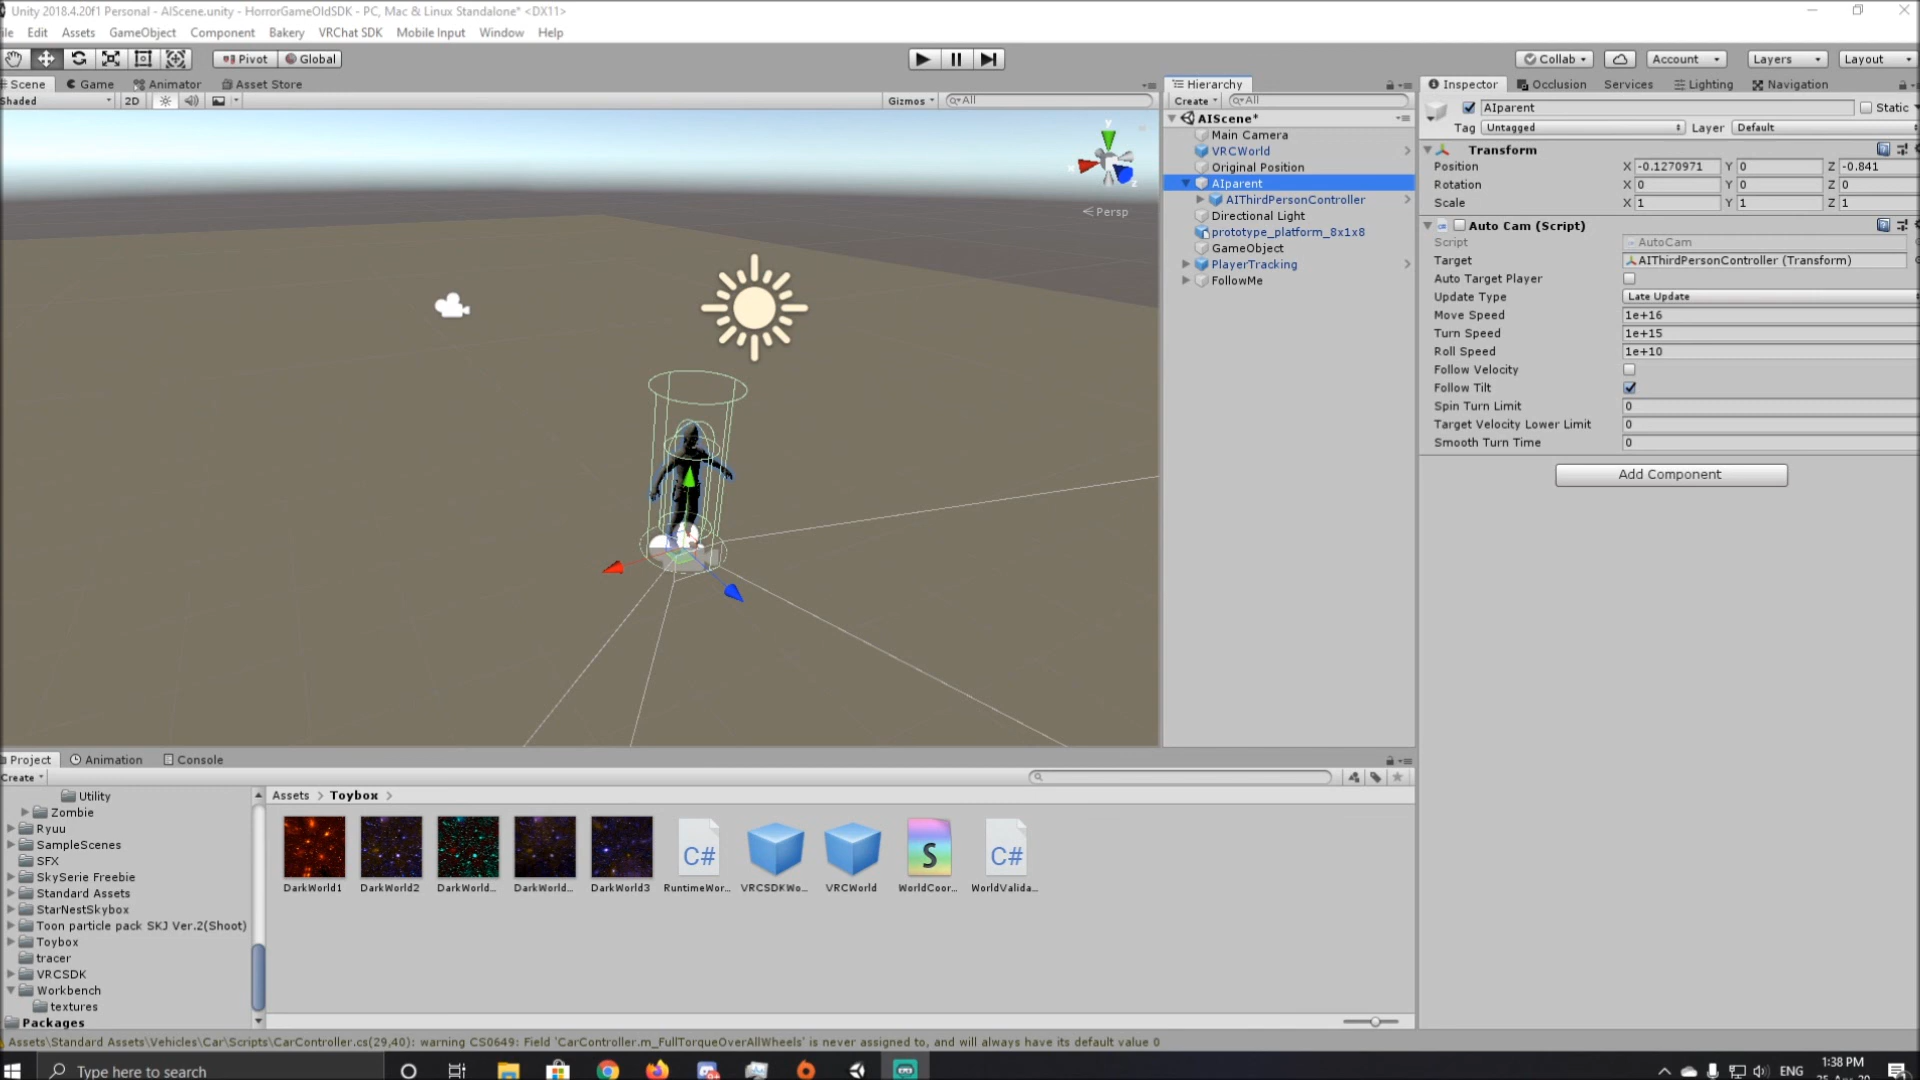 Unity 2018.4.20f1 Personal - AIScene.unity - HorrorGameOldSDK - PC, Mac & Linux Standalone* <DX11>
ile Edit Assets GameObject Component Bakery VRChat SDK Mobile Input Window Help
Pivot Global Collab Account Layers Layout
Scene Game Animator Asset Store
Shaded 2D Gizmos All
Persp
Hierarchy
Create All
AIScene*
Main Camera
VRCWorld
Original Position
AIparent
AIThirdPersonController
Directional Light
prototype_platform_8x1x8
GameObject
PlayerTracking
FollowMe
Inspector Occlusion Services Lighting Navigation
AIparent Static
Tag Untagged Layer Default
Transform
Position X -0.1270971 Y 0 Z -0.841
Rotation X 0 Y 0 Z 0
Scale X 1 Y 1 Z 1
Auto Cam (Script)
Script AutoCam
Target AIThirdPersonController (Transform)
Auto Target Player
Update Type Late Update
Move Speed 1e+16
Turn Speed 1e+15
Roll Speed 1e+10
Follow Velocity
Follow Tilt
Spin Turn Limit 0
Target Velocity Lower Limit 0
Smooth Turn Time 0
Add Component
Project Animation Console
Create
Utility
Zombie
Ryuu
SampleScenes
SFX
SkySerie Freebie
Standard Assets
StarNestSkybox
Toon particle pack SKJ Ver.2(Shoot)
Toybox
tracer
VRCSDK
Workbench
textures
Packages
Assets > Toybox >
C# C#
S
DarkWorld1 DarkWorld2 DarkWorld... DarkWorld... DarkWorld3 RuntimeWor... VRCSDKWo... VRCWorld WorldCoor... WorldValida...
Assets\Standard Assets\Vehicles\Car\Scripts\CarController.cs(29,40): warning CS0649: Field 'CarController.m_FullTorqueOverAllWheels' is never assigned to, and will always have its default value 0
Type here to search
ENG
1:38 PM